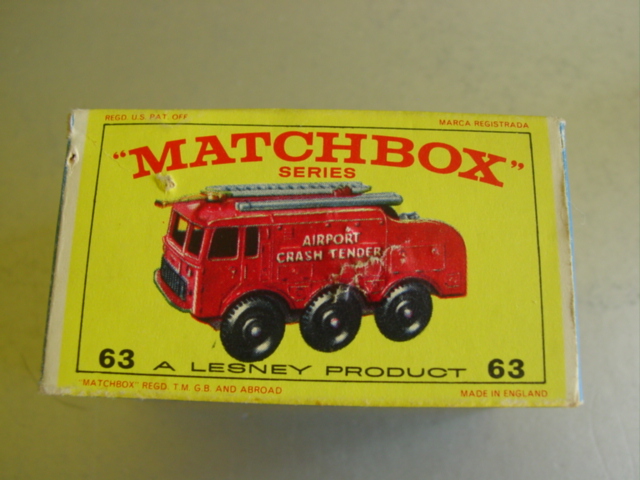 REGD. U.S. PAT. OFF
MARCA REGISTRADA
"MATCHBOX"
SERIES
AIRPORT
CRASH TENDER
63 A LESNEY PRODUCT 63
"MATCHBOX" REGD. T.M. G.B. AND ABROAD
MADE IN ENGLAND